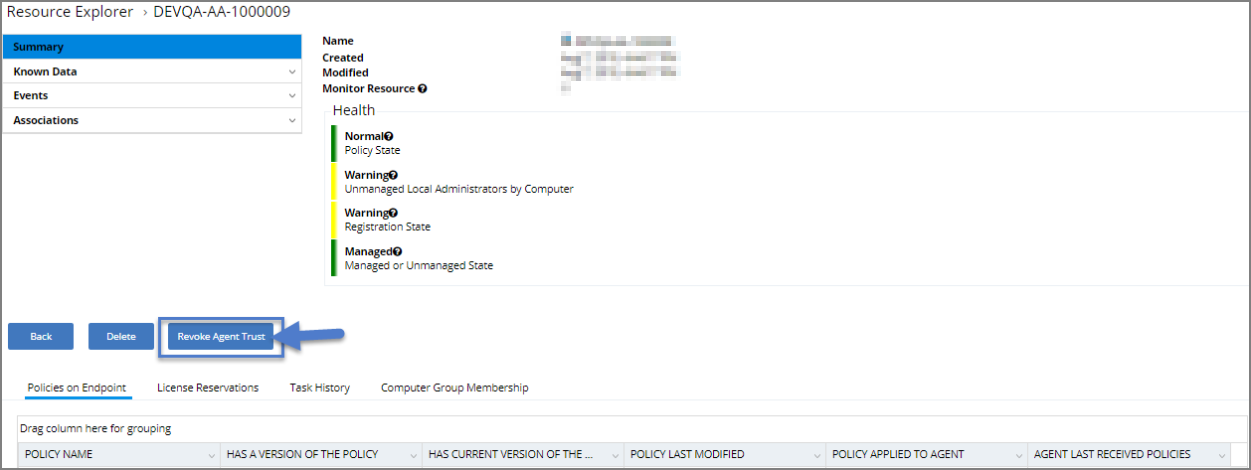 Resource Explorer › DEVQA-AA-1000009
Summary
Known Data
Events
Associations
Name
Created
Modified
Monitor Resource
Health
Normal
Policy State
Warning
Unmanaged Local Administrators by Computer
Warning
Registration State
Managed
Managed or Unmanaged State
Back Delete Revoke Agent Trust
Policies on Endpoint License Reservations Task History Computer Group Membership
Drag column here for grouping
POLICY NAME HAS A VERSION OF THE POLICY HAS CURRENT VERSION OF THE ... POLICY LAST MODIFIED POLICY APPLIED TO AGENT AGENT LAST RECEIVED POLICIES